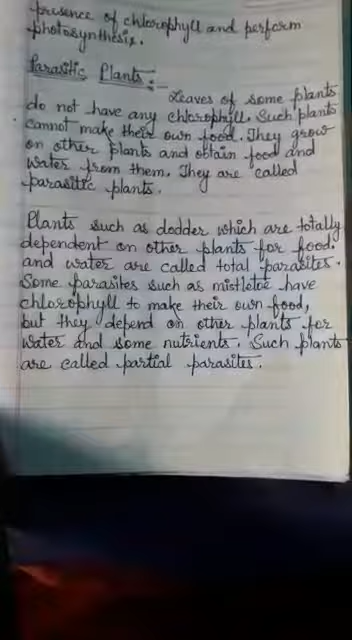 presence of chlorophyll and perform
photosynthesis.
Parasitic Plants:-
Leaves of some plants
do not have any chlorophyll. Such plants
cannot make their own food. They grow
on other plants and obtain food and
water from them. They are called
parasitic plants.
Plants such as dodder which are totally
dependent on other plants for food.
and water are called total parasites.
Some parasites such as mistletoe have
chlorophyll to make their own food,
but they depend on other plants for
water and some nutrients. Such plants
are called partial parasites.